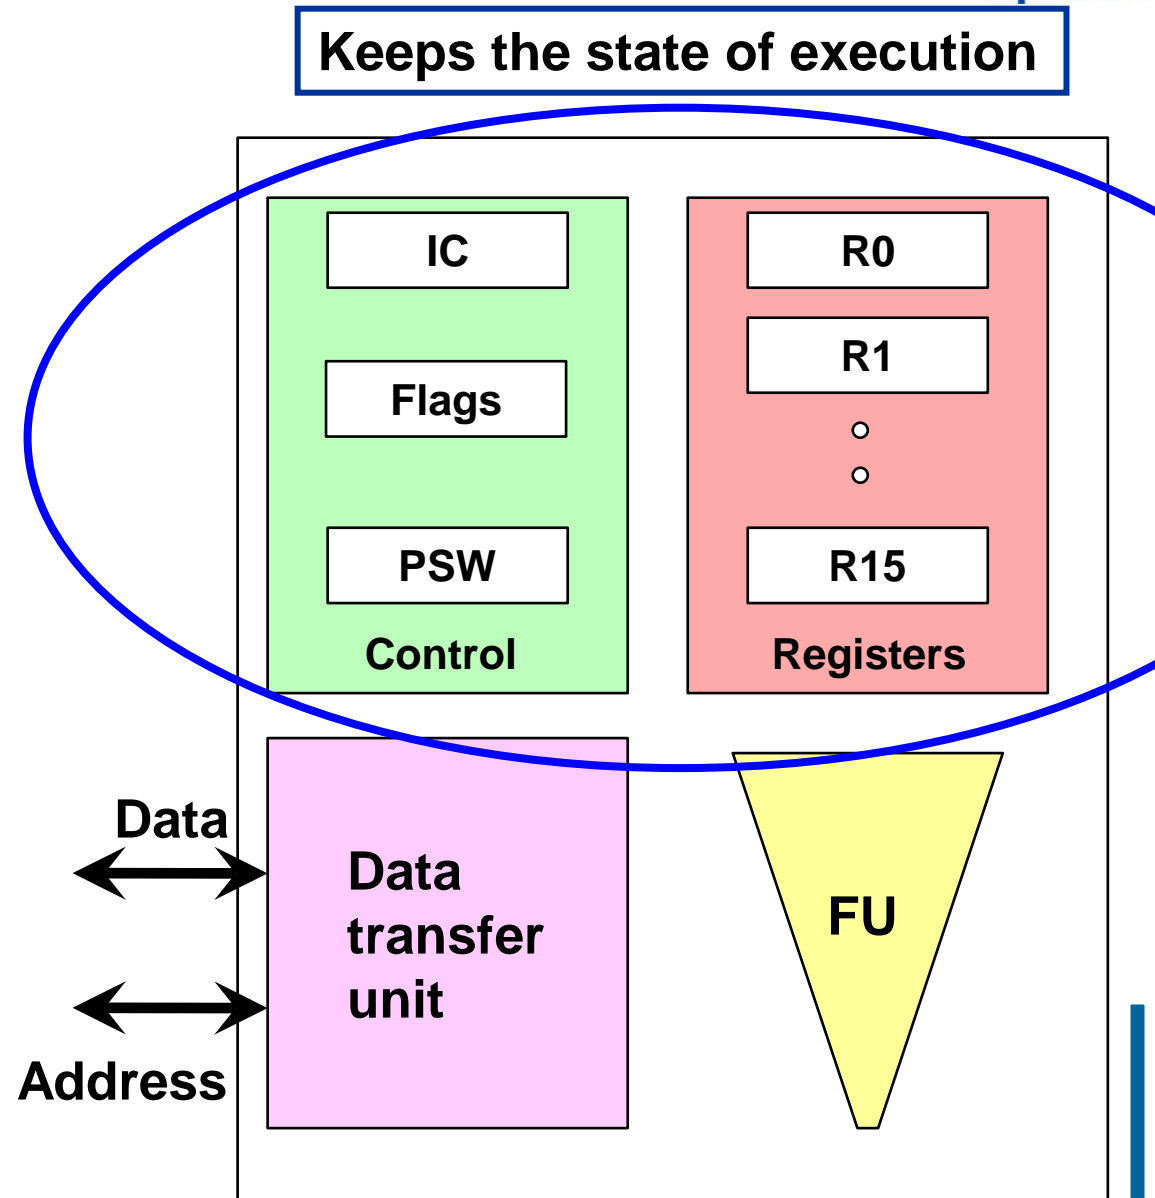 Keeps the state of execution
IC
Flags
PSW
Control
R0
R1
R15
Registers
Data
Address
Data
transfer
unit
FU